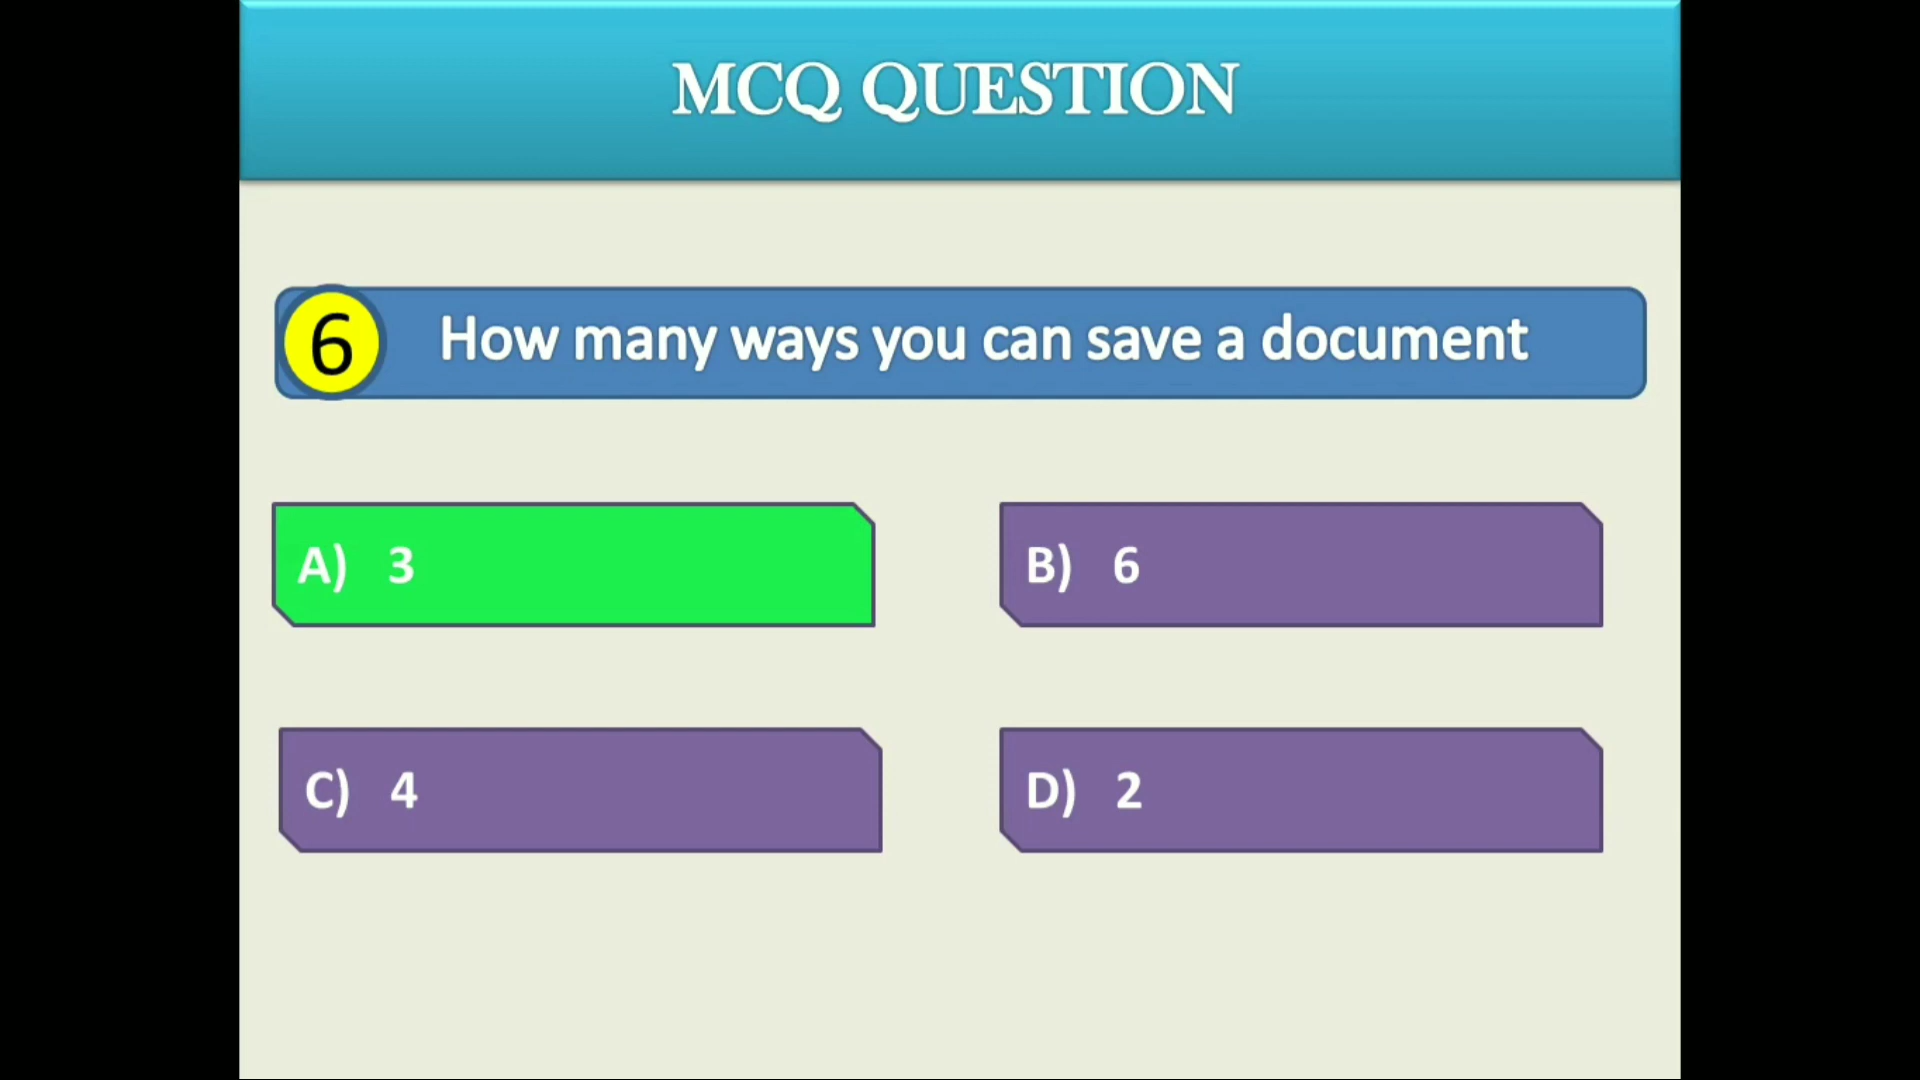 MCQ QUESTION
6 How many ways you can save a document
A) 3
B) 6
C) 4
D) 2